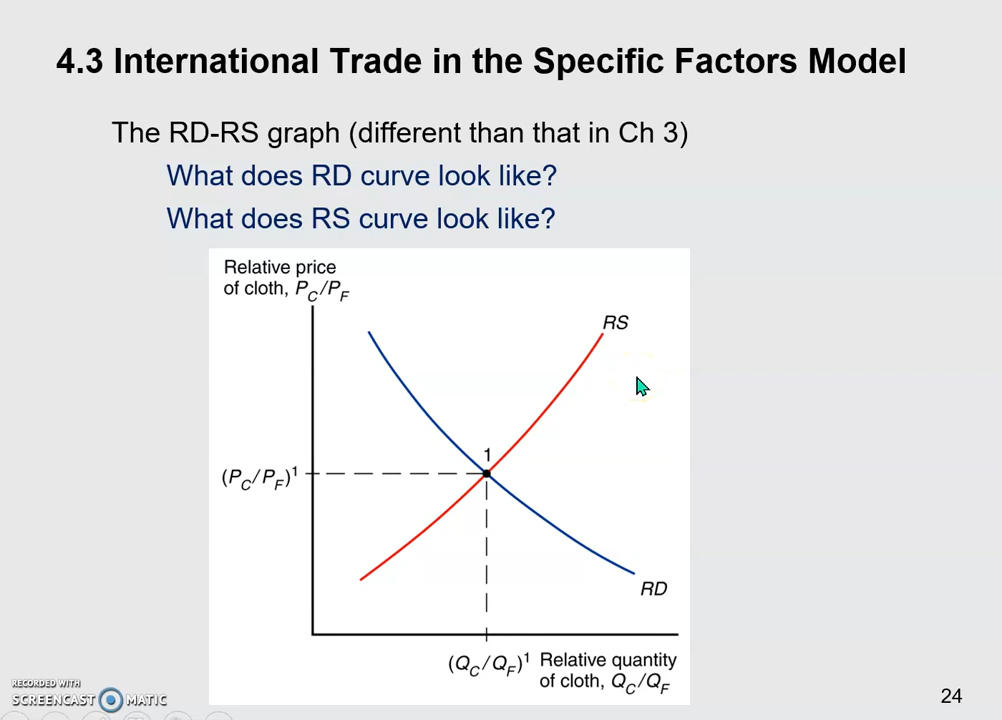 4.3 International Trade in the Specific Factors Model
The RD-RS graph (different than that in Ch 3)
What does RD curve look like?
What does RS curve look like?
Relative price
of cloth, P_C/P_F
RS
1
(P_C/P_F)¹
RD
(Q_C/Q_F)¹ Relative quantity
of cloth, Q_C/Q_F
RECORDED WITH
SCREENCAST MATIC
24